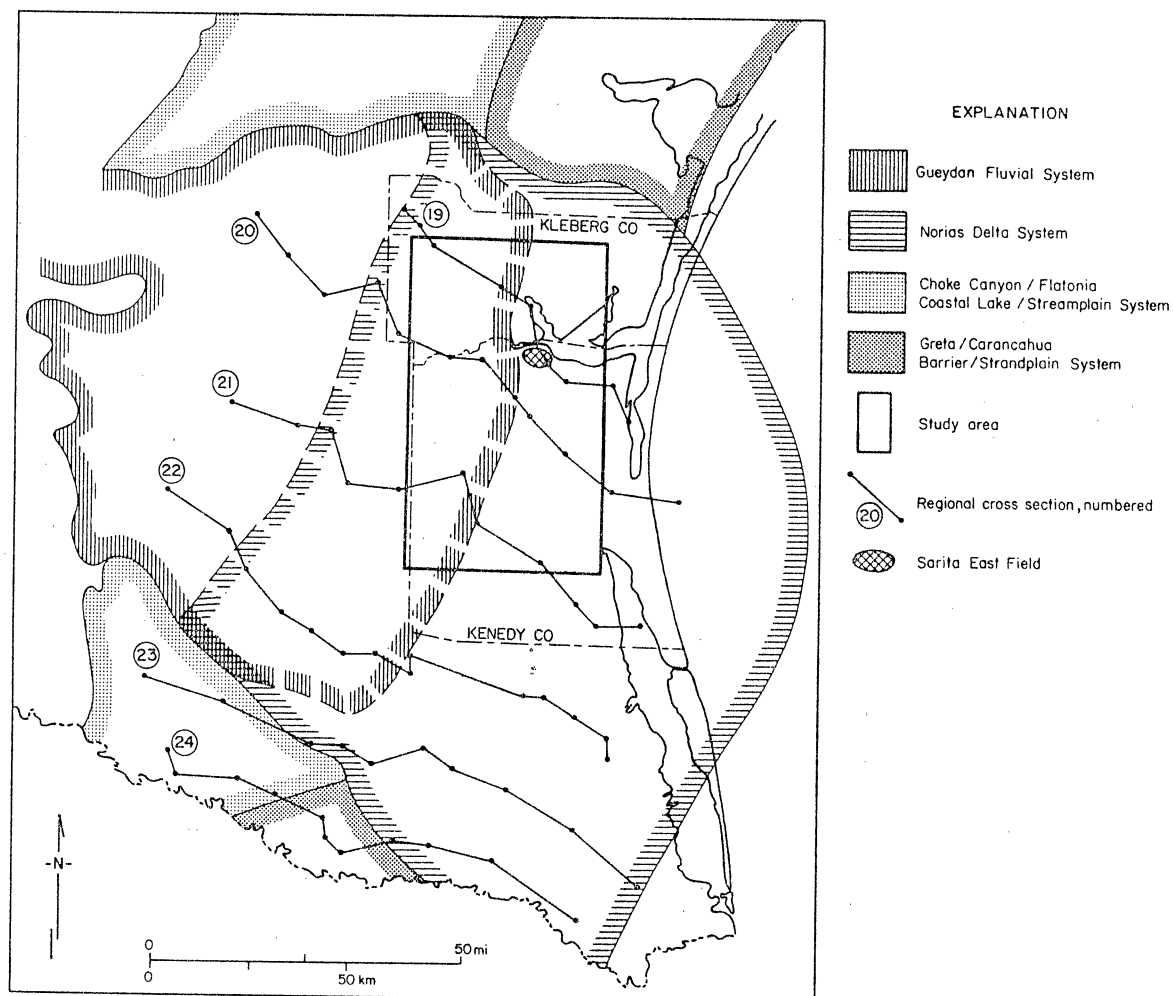 EXPLANATION
Gueydan Fluvial System
Norias Delta System
Choke Canyon / Flatonia
Coastal Lake / Streamplain System
Greta / Carancahua
Barrier / Strandplain System
Study area
20
Regional cross section, numbered
Sarita East Field
19
20
KLEBERG CO
21
22
KENEDY CO
23
24
-N-
0
50 mi
0
50 km